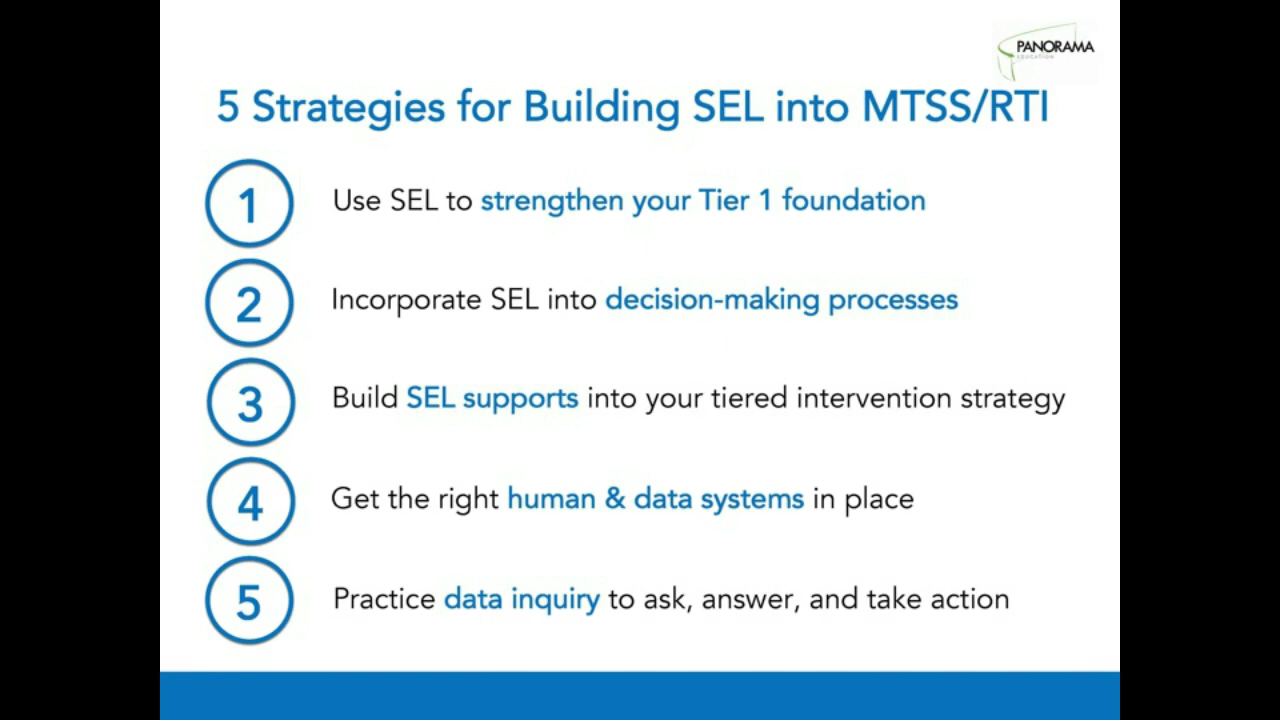 PANORAMA
EDUCATION
5 Strategies for Building SEL into MTSS/RTI
1 Use SEL to strengthen your Tier 1 foundation
2 Incorporate SEL into decision-making processes
3 Build SEL supports into your tiered intervention strategy
4 Get the right human & data systems in place
5 Practice data inquiry to ask, answer, and take action